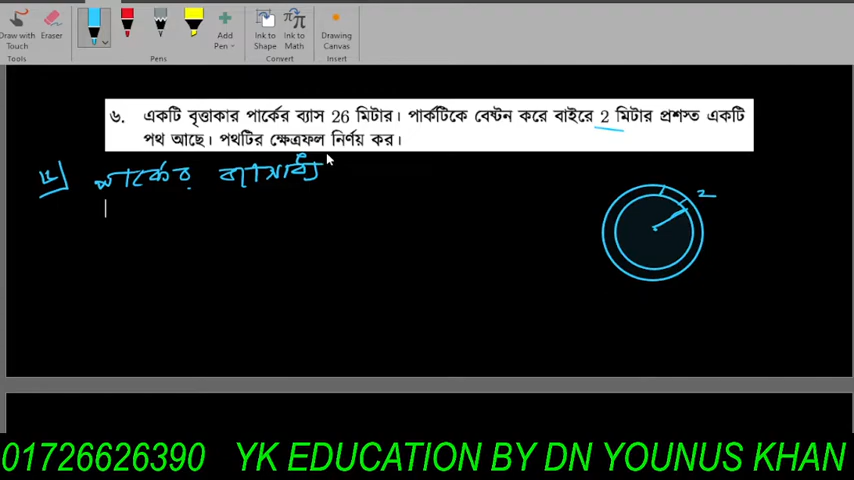 Draw with Touch
Eraser
Add Pen
Ink to Shape
Ink to Math
Drawing Canvas
Tools
Pens
Convert
Insert
৬. একটি বৃত্তাকার পার্কের ব্যাস 26 মিটার। পার্কটিকে বেষ্টন করে বাইরে 2 মিটার প্রশস্ত একটি
পথ আছে। পথটির ক্ষেত্রফল নির্ণয় কর।
পার্কের ব্যাসার্ধ
2
01726626390 YK EDUCATION BY DN YOUNUS KHAN